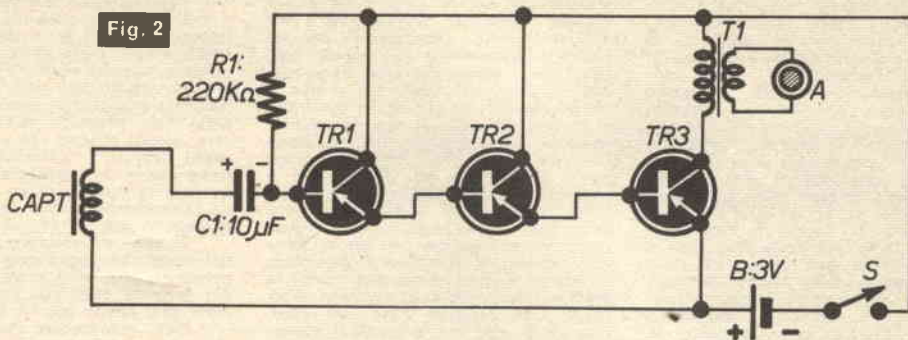 Fig. 2
R1:
220KΩ
T1
A
TR1
TR2
TR3
+ -
CAPT
C1:10µF
B:3V
S
+ -